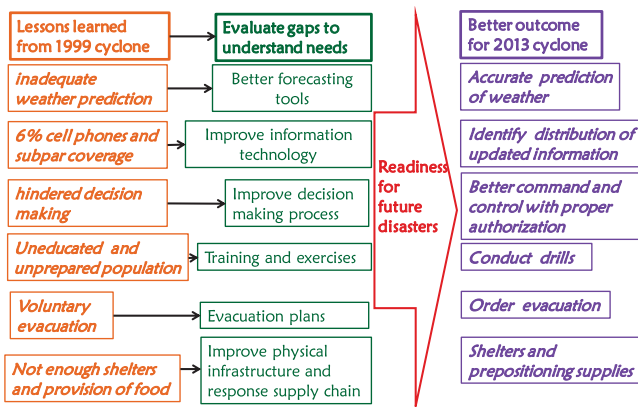 Lessons learned
from 1999 cyclone
Evaluate gaps to
understand needs
Better outcome
for 2013 cyclone
inadequate
weather prediction
Better forecasting
tools
Accurate prediction
of weather
6% cell phones and
subpar coverage
Improve information
technology
Identify distribution of
updated information
Readiness
for
future
disasters
hindered decision
making
Improve decision
making process
Better command and
control with proper
authorization
Uneducated and
unprepared population
Training and exercises
Conduct drills
Voluntary
evacuation
Evacuation plans
Order evacuation
Not enough shelters
and provision of food
Improve physical
infrastructure and
response supply chain
Shelters and
prepositioning supplies